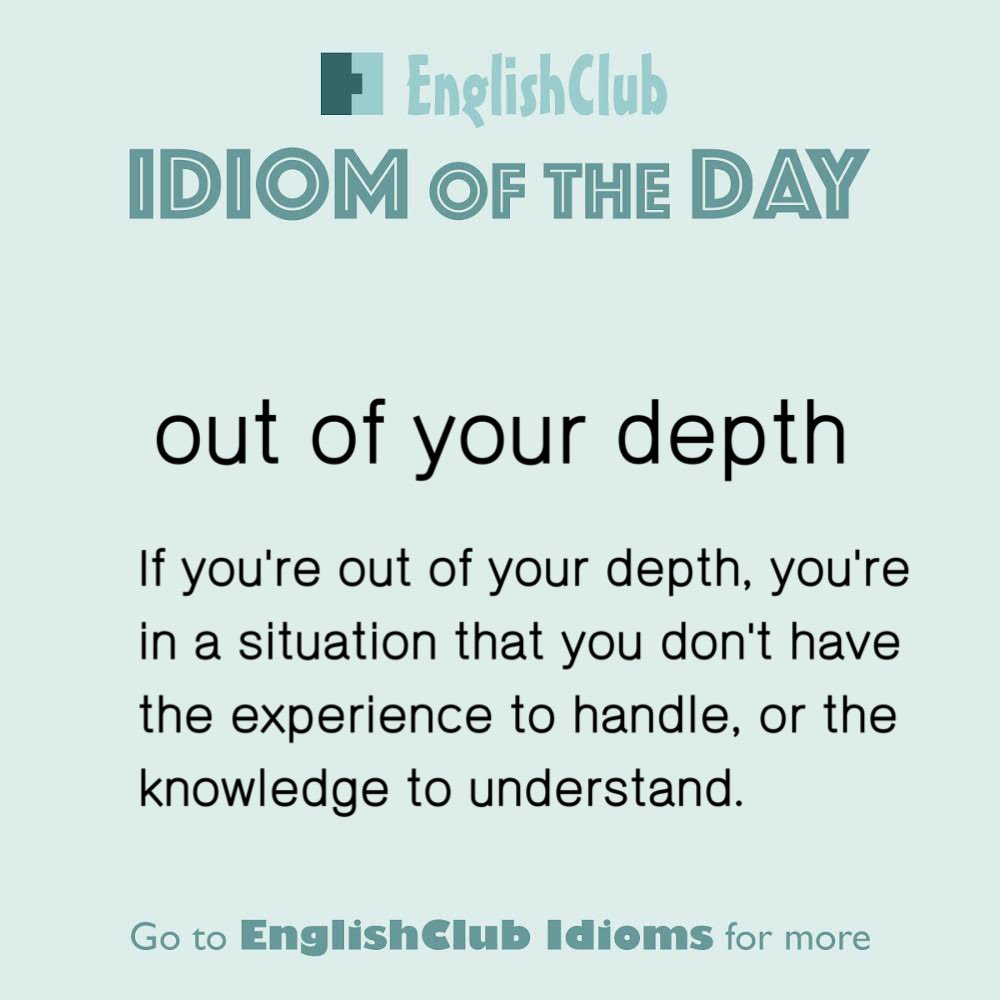 EnglishClub
IDIOM OF THE DAY
out of your depth
If you're out of your depth, you're
in a situation that you don't have
the experience to handle, or the
knowledge to understand.
Go to EnglishClub Idioms for more